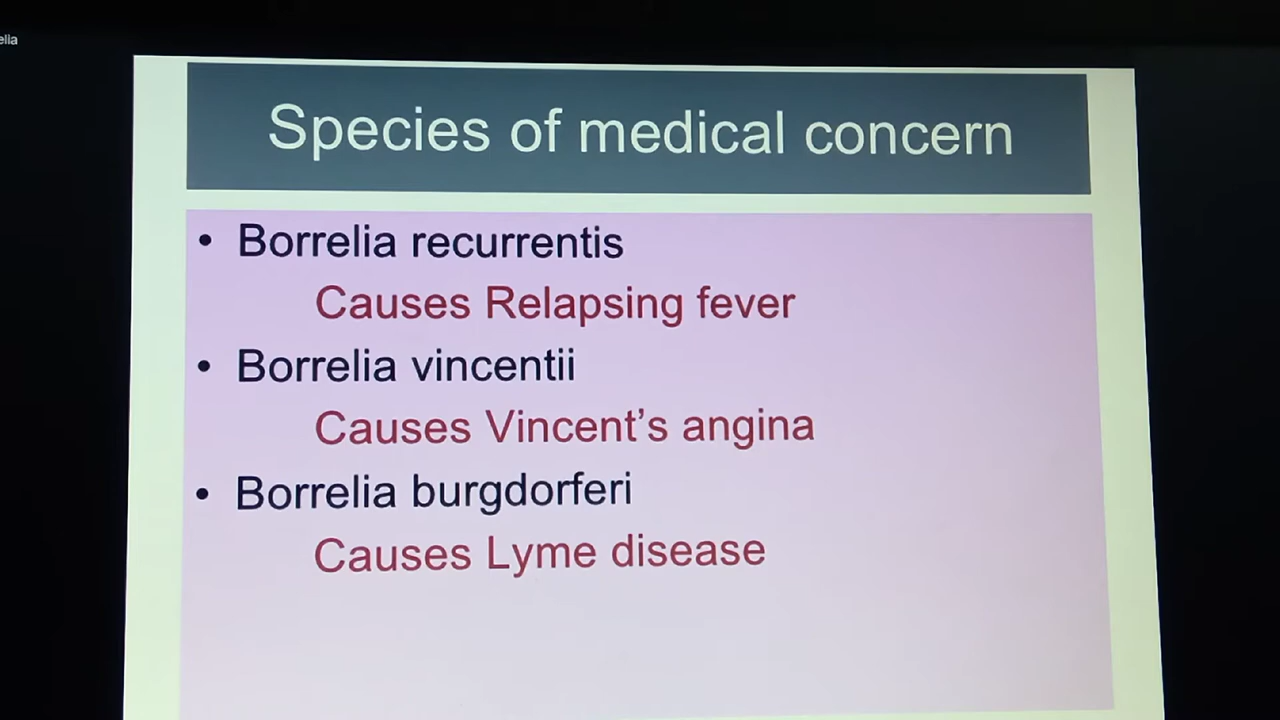 elia
Species of medical concern
• Borrelia recurrentis
Causes Relapsing fever
• Borrelia vincentii
Causes Vincent's angina
• Borrelia burgdorferi
Causes Lyme disease